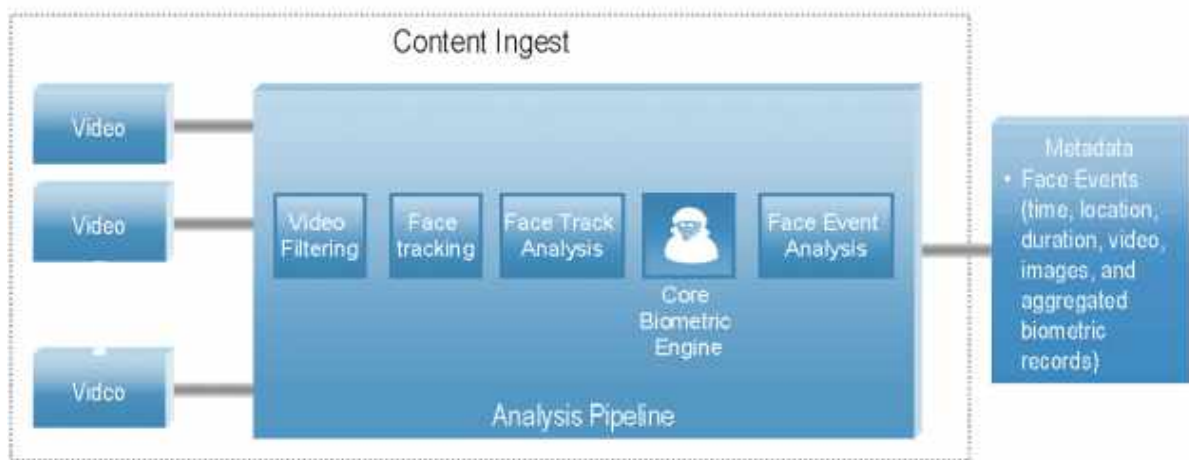 Content Ingest
Video
Video
Vidco
Video
Filtering
Face
tracking
Face Track
Analysis
Core
Biometric
Engine
Face Event
Analysis
Analysis Pipeline
Metadata
• Face Events
(time, location,
duration, video,
images, and
aggregated
biometric
records)